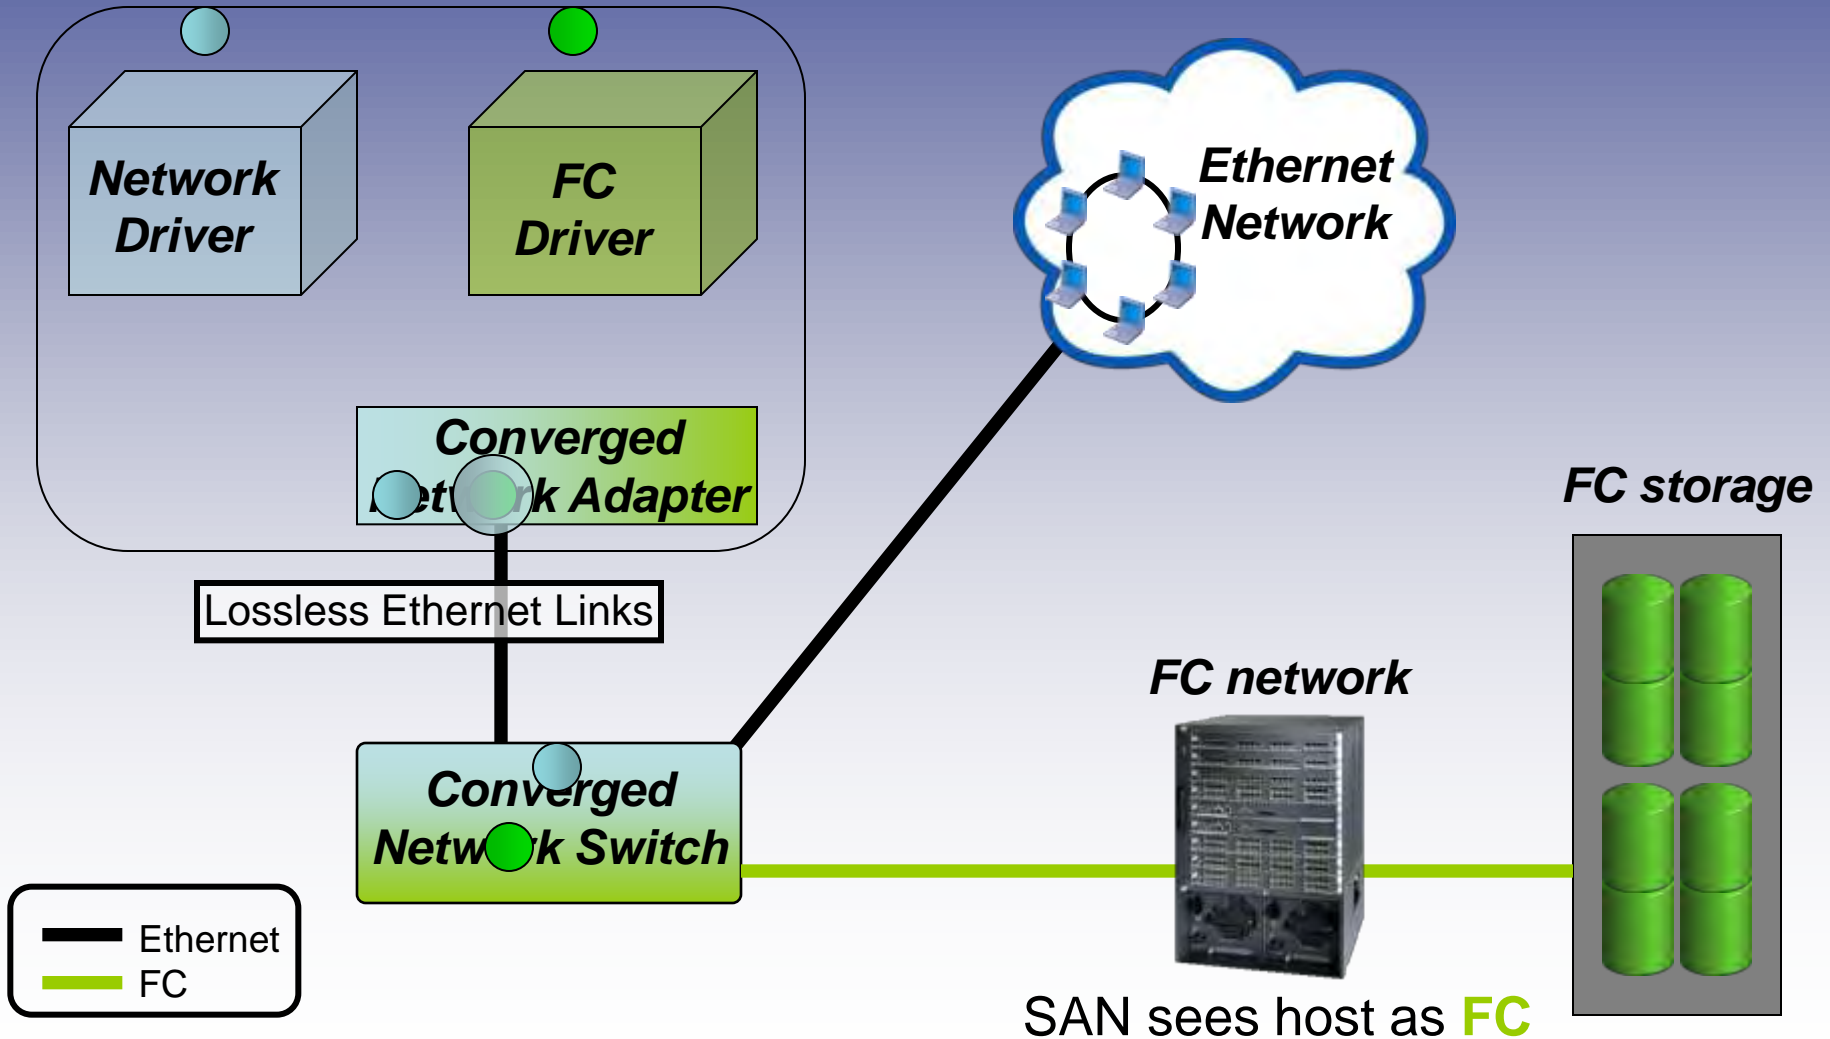 Network
Driver
FC
Driver
Ethernet
Network
Converged
Network Adapter
FC storage
Lossless Ethernet Links
FC network
Converged
Network Switch
Ethernet
FC
SAN sees host as FC